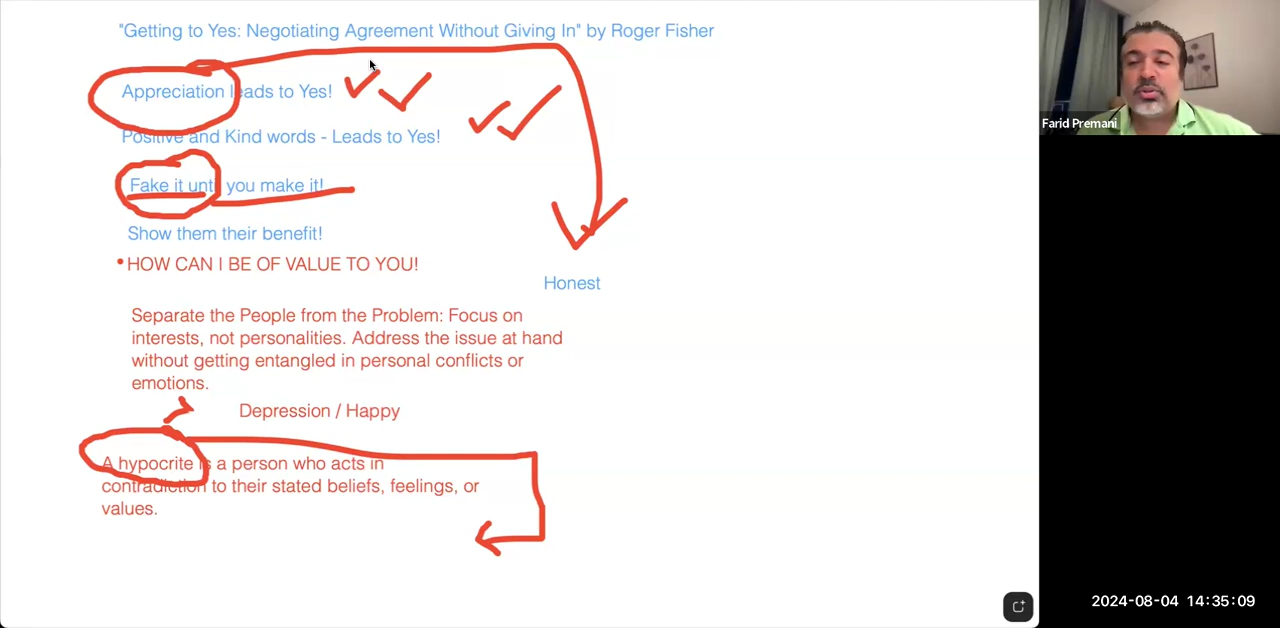 "Getting to Yes: Negotiating Agreement Without Giving In" by Roger Fisher
Appreciation leads to Yes!
Positive and Kind words - Leads to Yes!
Fake it until you make it!
Show them their benefit!
•HOW CAN I BE OF VALUE TO YOU!
Honest
Separate the People from the Problem: Focus on
interests, not personalities. Address the issue at hand
without getting entangled in personal conflicts or
emotions.
Depression / Happy
A hypocrite is a person who acts in
contradiction to their stated beliefs, feelings, or
values.
Farid Premani
2024-08-04 14:35:09